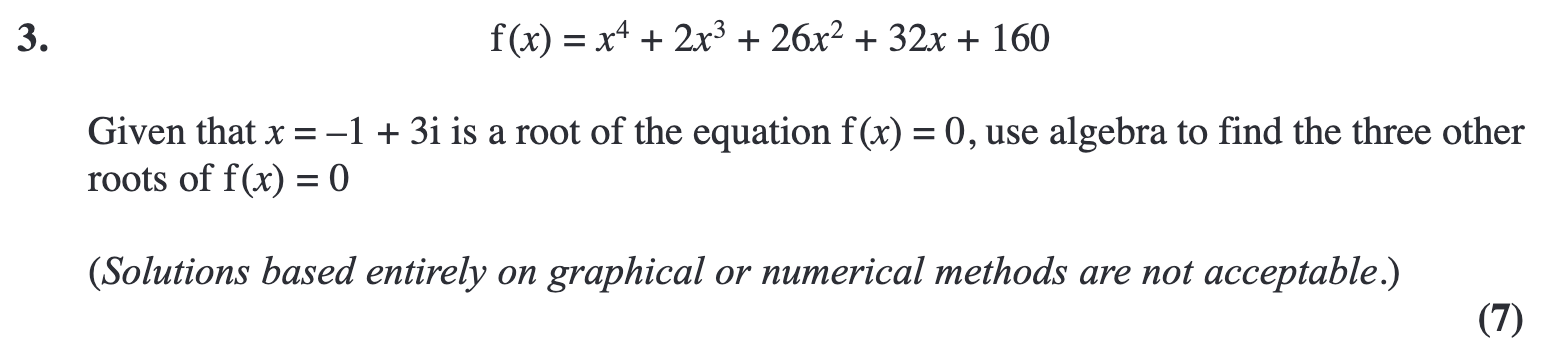 3. f(x) = x⁴ + 2x³ + 26x² + 32x + 160
Given that x = –1 + 3i is a root of the equation f(x) = 0, use algebra to find the three other
roots of f(x) = 0
(Solutions based entirely on graphical or numerical methods are not acceptable.)
(7)